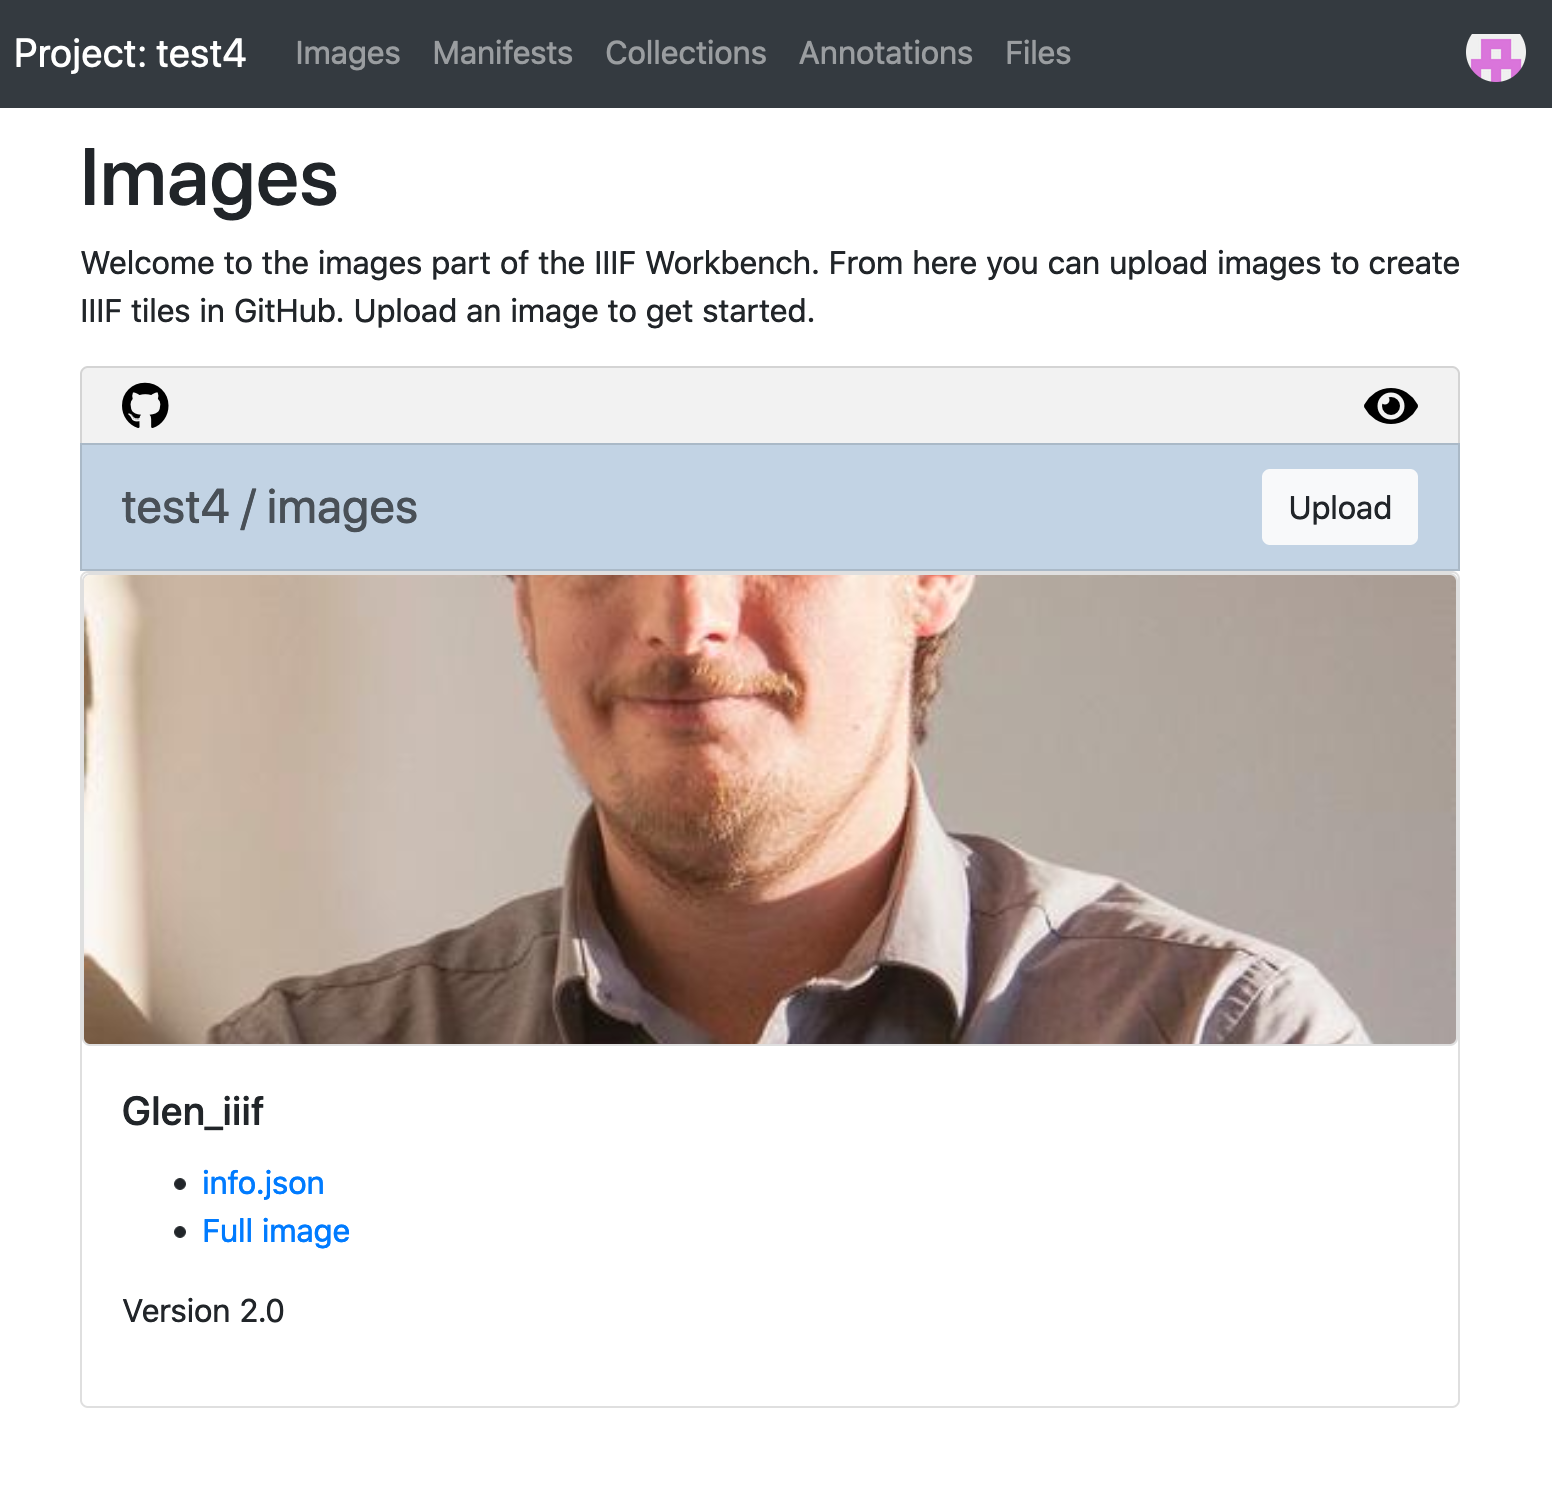 Project: test4 Images Manifests Collections Annotations Files
Images
Welcome to the images part of the IIIF Workbench. From here you can upload images to create
IIIF tiles in GitHub. Upload an image to get started.
test4 / images Upload
Glen_iiif
info.json
Full image
Version 2.0